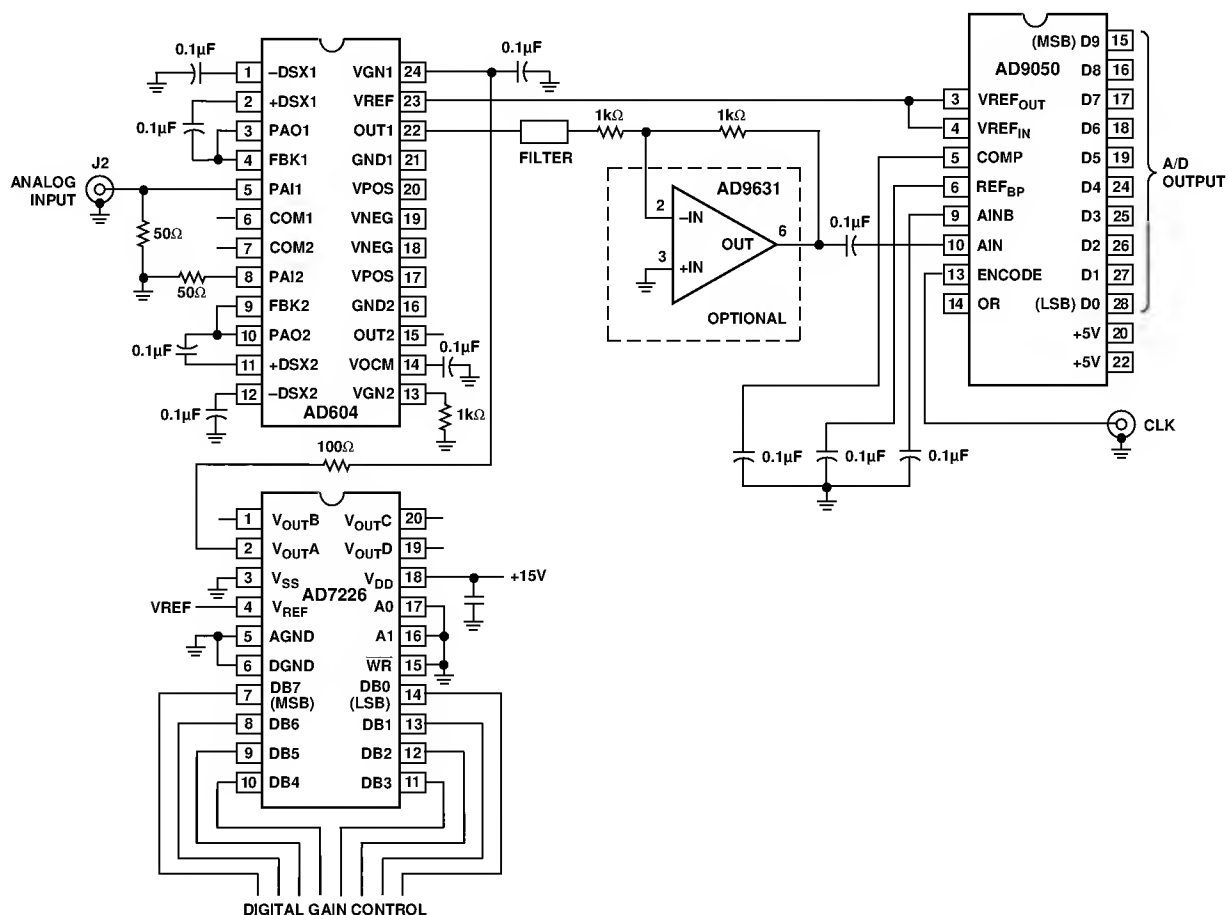 0.1µF
1 –DSX1
2 +DSX1
0.1µF
3 PAO1
4 FBK1
J2
ANALOG INPUT
5 PAI1
6 COM1
7 COM2
50Ω
50Ω
8 PAI2
9 FBK2
10 PAO2
0.1µF
11 +DSX2
12 –DSX2
0.1µF
VGN1 24
0.1µF
VREF 23
OUT1 22
GND1 21
VPOS 20
VNEG 19
VNEG 18
VPOS 17
GND2 16
OUT2 15
0.1µF
VOCM 14
VGN2 13
1kΩ
AD604
FILTER
1kΩ
1kΩ
AD9631
2 –IN
3 +IN
OUT 6
OPTIONAL
0.1µF
AD9050
3 VREFOUT
4 VREFIN
5 COMP
6 REFBP
9 AINB
10 AIN
13 ENCODE
14 OR
(MSB) D9 15
D8 16
D7 17
D6 18
D5 19
D4 24
D3 25
D2 26
D1 27
(LSB) D0 28
+5V 20
+5V 22
A/D OUTPUT
CLK
0.1µF
0.1µF
0.1µF
100Ω
1 VOUTB
2 VOUTA
3 VSS
VREF 4 VREF
5 AGND
6 DGND
7 DB7 (MSB)
8 DB6
9 DB5
10 DB4
AD7226
VOUTC 20
VOUTD 19
VDD 18 +15V
A0 17
A1 16
WR 15
DB0 (LSB) 14
DB1 13
DB2 12
DB3 11
DIGITAL GAIN CONTROL